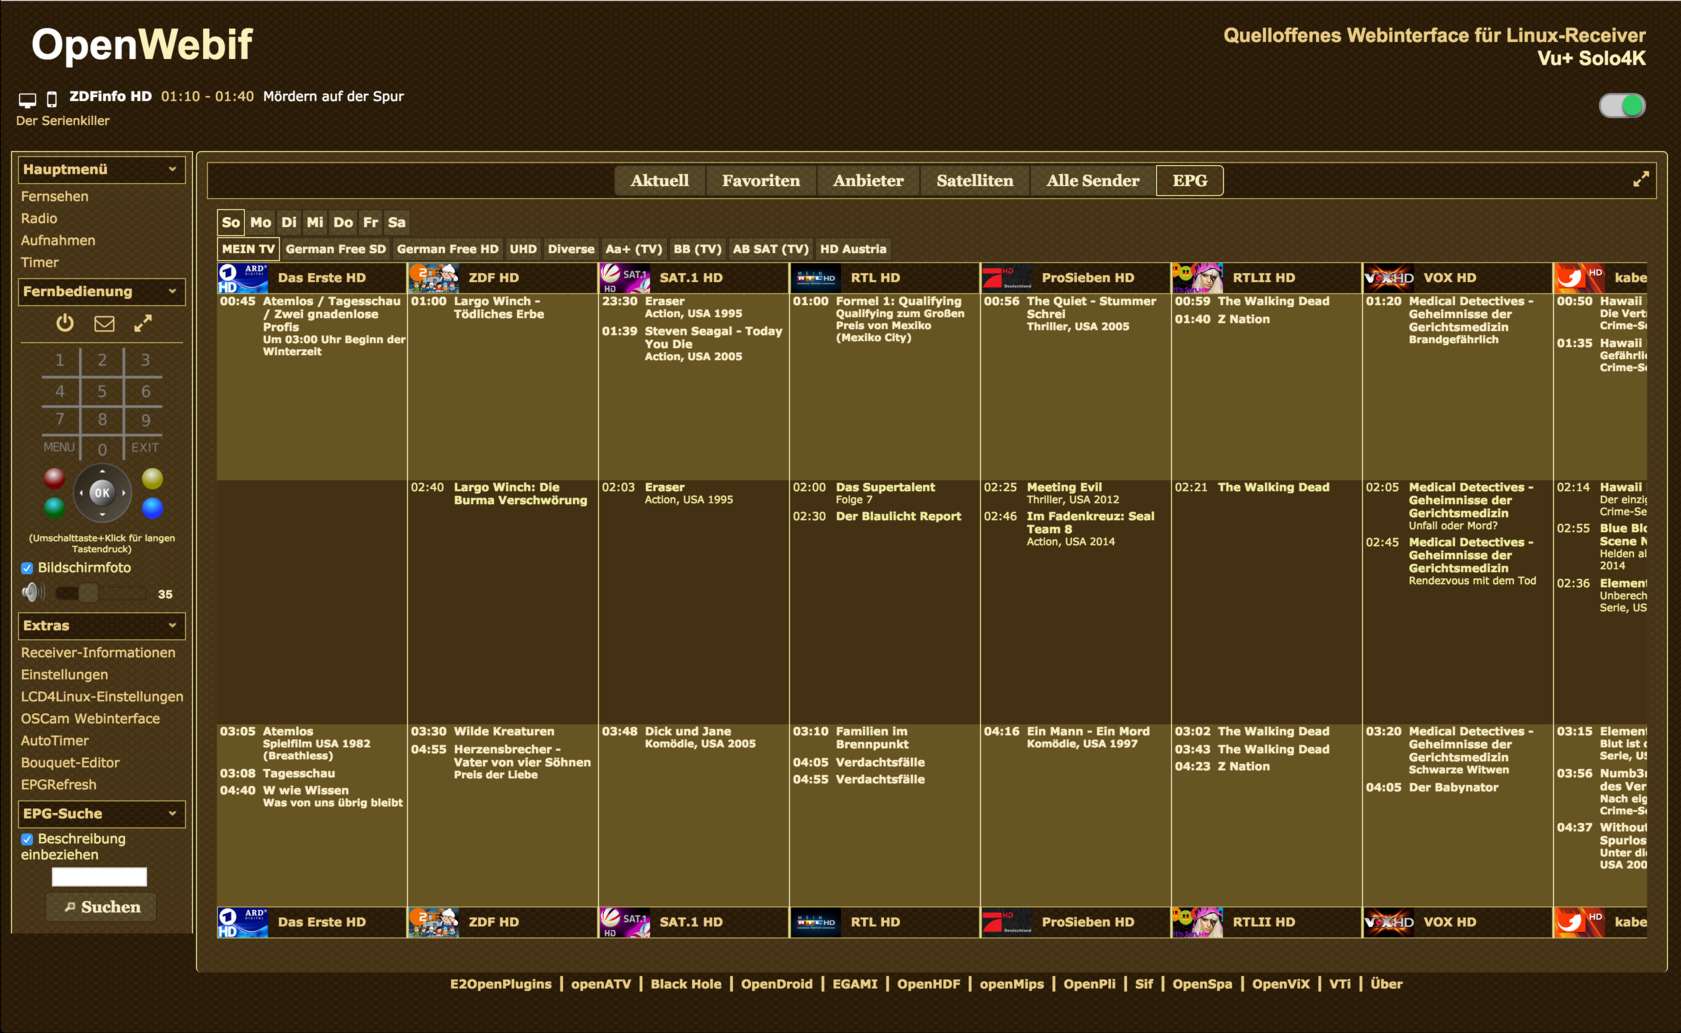 OpenWebif
Quelloffenes Webinterface für Linux-Receiver
Vu+ Solo4K
ZDFinfo HD 01:10 - 01:40 Mördern auf der Spur
Der Serienkiller
Hauptmenü
Fernsehen
Radio
Aufnahmen
Timer
Fernbedienung
1 2 3
4 5 6
7 8 9
MENU 0 EXIT
OK
(Umschalttaste+Klick für langen
Tastendruck)
Bildschirmfoto
35
Extras
Receiver-Informationen
Einstellungen
LCD4Linux-Einstellungen
OSCam Webinterface
AutoTimer
Bouquet-Editor
EPGRefresh
EPG-Suche
Beschreibung
einbeziehen
Suchen
Aktuell Favoriten Anbieter Satelliten Alle Sender EPG
So Mo Di Mi Do Fr Sa
MEIN TV German Free SD German Free HD UHD Diverse Aa+ (TV) BB (TV) AB SAT (TV) HD Austria
Das Erste HD ZDF HD SAT.1 HD RTL HD ProSieben HD RTLII HD VOX HD kabe
00:45 Atemlos / Tagesschau
/ Zwei gnadenlose
Profis
Um 03:00 Uhr Beginn der
Winterzeit
01:00 Largo Winch -
Tödliches Erbe
23:30 Eraser
Action, USA 1995
01:39 Steven Seagal - Today
You Die
Action, USA 2005
01:00 Formel 1: Qualifying
Qualifying zum Großen
Preis von Mexiko
(Mexiko City)
00:56 The Quiet - Stummer
Schrei
Thriller, USA 2005
00:59 The Walking Dead
01:40 Z Nation
01:20 Medical Detectives -
Geheimnisse der
Gerichtsmedizin
Brandgefährlich
00:50 Hawaii
Die Vert
Crime-Se
01:35 Hawaii
Gefährli
Crime-Se
02:40 Largo Winch: Die
Burma Verschwörung
02:03 Eraser
Action, USA 1995
02:00 Das Supertalent
Folge 7
02:30 Der Blaulicht Report
02:25 Meeting Evil
Thriller, USA 2012
02:46 Im Fadenkreuz: Seal
Team 8
Action, USA 2014
02:21 The Walking Dead
02:05 Medical Detectives -
Geheimnisse der
Gerichtsmedizin
Unfall oder Mord?
02:45 Medical Detectives -
Geheimnisse der
Gerichtsmedizin
Rendezvous mit dem Tod
02:14 Hawaii
Der einzig
Crime-Se
02:55 Blue Blo
Scene N
Helden al
2014
02:36 Element
Unberech
Serie, US
03:05 Atemlos
Spielfilm USA 1982
(Breathless)
03:08 Tagesschau
04:40 W wie Wissen
Was von uns übrig bleibt
03:30 Wilde Kreaturen
04:55 Herzensbrecher -
Vater von vier Söhnen
Preis der Liebe
03:48 Dick und Jane
Komödie, USA 2005
03:10 Familien im
Brennpunkt
04:05 Verdachtsfälle
04:55 Verdachtsfälle
04:16 Ein Mann - Ein Mord
Komödie, USA 1997
03:02 The Walking Dead
03:43 The Walking Dead
04:23 Z Nation
03:20 Medical Detectives -
Geheimnisse der
Gerichtsmedizin
Schwarze Witwen
04:05 Der Babynator
03:15 Element
Blut ist d
Serie, US
03:56 Numb3r
des Ver
Nach eig
Crime-Se
04:37 Without
Spurlos
Unter die
USA 200
Das Erste HD ZDF HD SAT.1 HD RTL HD ProSieben HD RTLII HD VOX HD kabe
E2OpenPlugins | openATV | Black Hole | OpenDroid | EGAMI | OpenHDF | openMips | OpenPli | Sif | OpenSpa | OpenViX | VTi | Über